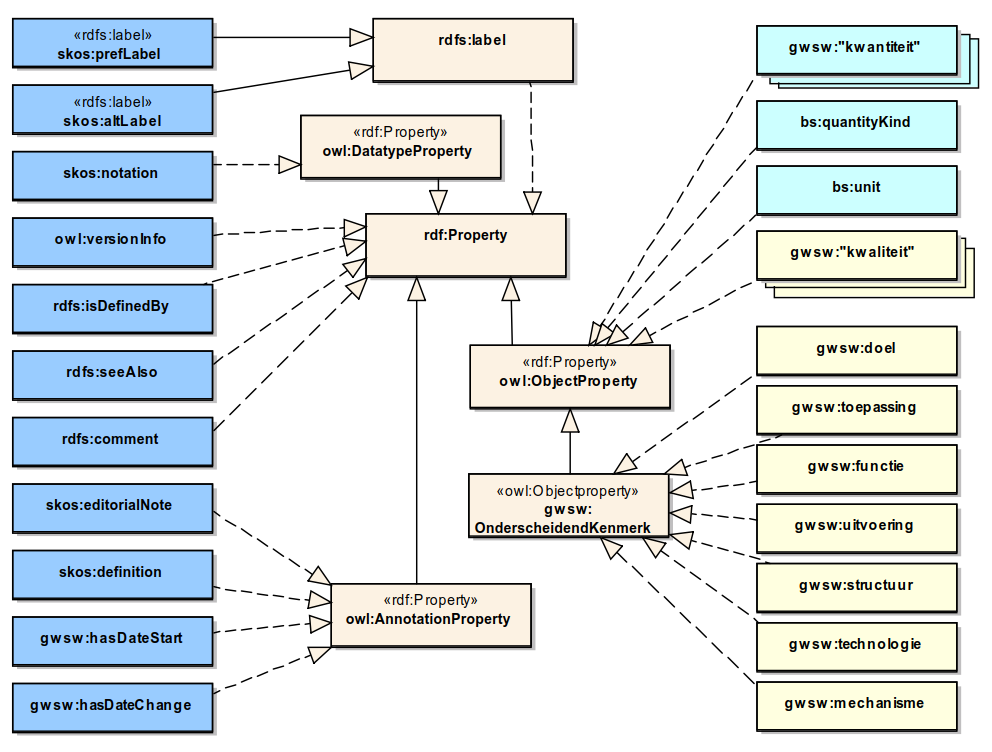 «rdfs:label»
skos:prefLabel
«rdfs:label»
skos:altLabel
skos:notation
owl:versionInfo
rdfs:isDefinedBy
rdfs:seeAlso
rdfs:comment
skos:editorialNote
skos:definition
gwsw:hasDateStart
gwsw:hasDateChange
rdfs:label
«rdf:Property»
owl:DatatypeProperty
rdf:Property
«rdf:Property»
owl:ObjectProperty
«owl:Objectproperty»
gwsw:
OnderscheidendKenmerk
«rdf:Property»
owl:AnnotationProperty
gwsw:"kwantiteit"
bs:quantityKind
bs:unit
gwsw:"kwaliteit"
gwsw:doel
gwsw:toepassing
gwsw:functie
gwsw:uitvoering
gwsw:structuur
gwsw:technologie
gwsw:mechanisme